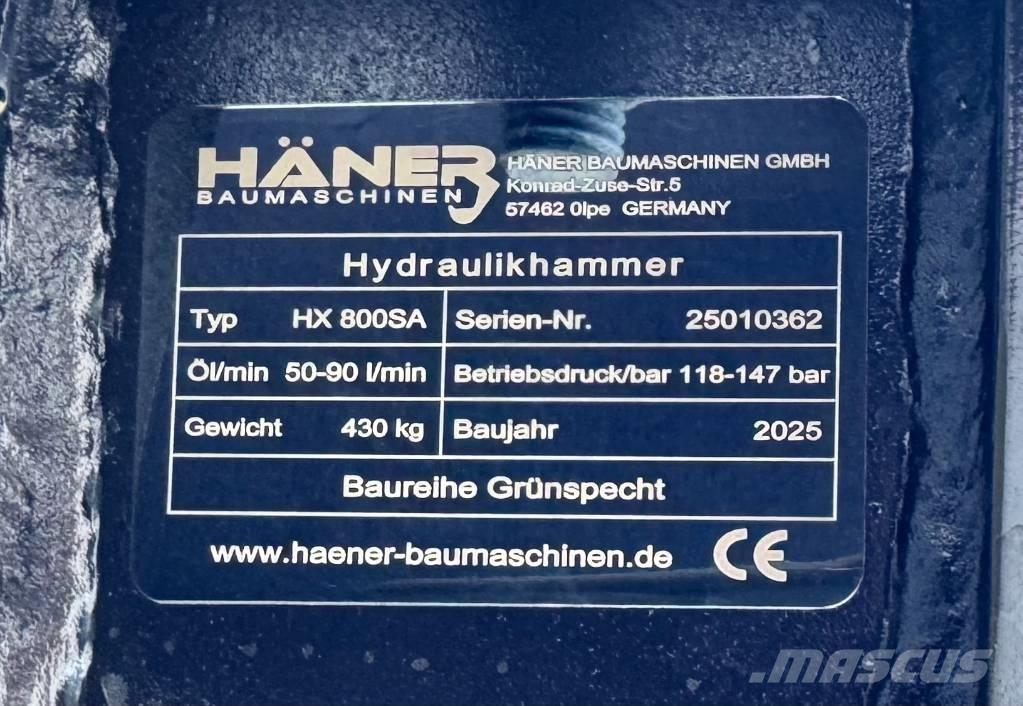 HÄNER
BAUMASCHINEN
HÄNER BAUMASCHINEN GMBH
Konrad-Zuse-Str.5
57462 Olpe GERMANY
Hydraulikhammer
Typ HX 800SA Serien-Nr. 25010362
Öl/min 50-90 l/min Betriebsdruck/bar 118-147 bar
Gewicht 430 kg Baujahr 2025
Baureihe Grünspecht
www.haener-baumaschinen.de CE
mascus